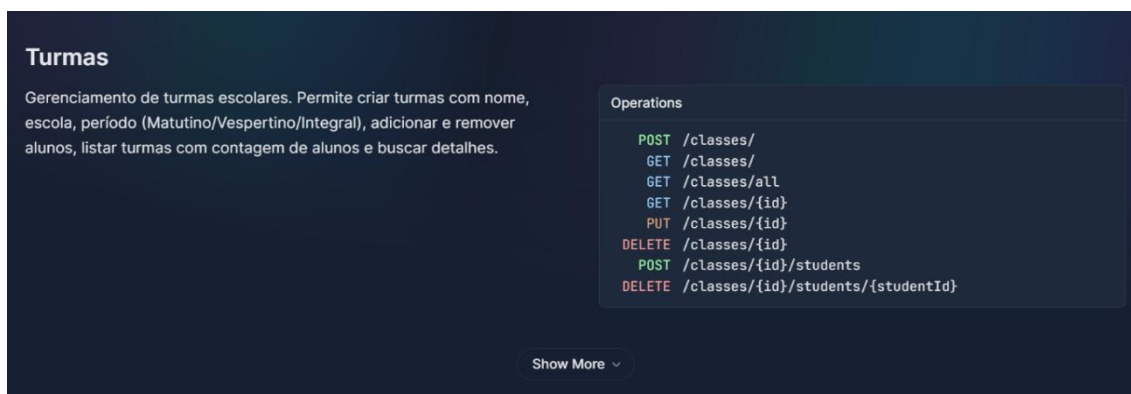 Turmas
Gerenciamento de turmas escolares. Permite criar turmas com nome,
escola, período (Matutino/Vespertino/Integral), adicionar e remover
alunos, listar turmas com contagem de alunos e buscar detalhes.
Operations
POST /classes/
GET /classes/
GET /classes/all
GET /classes/{id}
PUT /classes/{id}
DELETE /classes/{id}
POST /classes/{id}/students
DELETE /classes/{id}/students/{studentId}
Show More